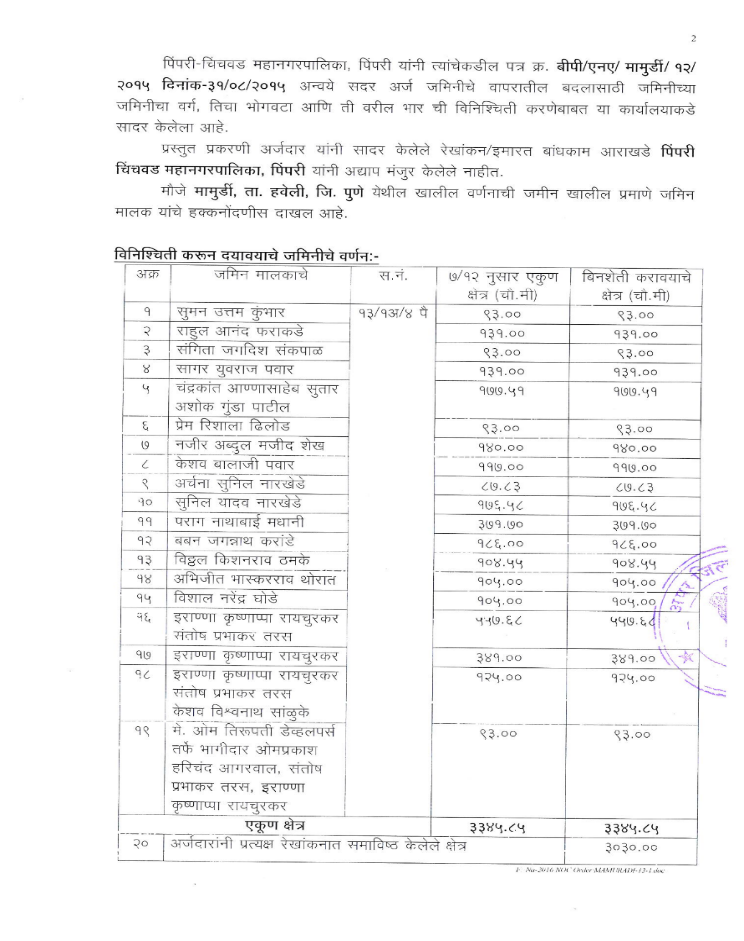 2
पिंपरी-चिंचवड महानगरपालिका, पिंपरी यांनी त्यांचेकडील पत्र क्र. बीपी/एनए/ मामुर्डी/ १२/
२०१५ दिनांक-३१/०८/२०१५ अन्वये सदर अर्ज जमिनीचे वापरातील बदलासाठी जमिनीच्या
जमिनीचा वर्ग, तिचा भोगवटा आणि ती वरील भार ची विनिश्चिती करणेबाबत या कार्यालयाकडे
सादर केलेला आहे.
प्रस्तुत प्रकरणी अर्जदार यांनी सादर केलेले रेखांकन/इमारत बांधकाम आराखडे पिंपरी
चिंचवड महानगरपालिका, पिंपरी यांनी अद्याप मंजुर केलेले नाहीत.
मौजे मामुर्डी, ता. हवेली, जि. पुणे येथील खालील वर्णनाची जमीन खालील प्रमाणे जमिन
मालक यांचे हक्कनोंदणीस दाखल आहे.
विनिश्चिती करून दयावयाचे जमिनीचे वर्णन:-
अक्र जमिन मालकाचे स.नं. ७/१२ नुसार एकुण बिनशेती करावयाचे
क्षेत्र (चौ.मी) क्षेत्र (चौ.मी)
१ सुमन उत्तम कुंभार १३/१अ/४ पै ९३.०० ९३.००
२ राहुल आनंद फराकडे १३१.०० १३१.००
३ संगिता जगदिश संकपाळ ९३.०० ९३.००
४ सागर युवराज पवार १३१.०० १३१.००
५ चंद्रकांत आण्णासाहेब सुतार १७७.५१ १७७.५१
अशोक गुंडा पाटील
६ प्रेम रिशाला ढिलोड ९३.०० ९३.००
७ नजीर अब्दुल मजीद शेख १४०.०० १४०.००
८ केशव बालाजी पवार ११७.०० ११७.००
९ अर्चना सुनिल नारखेडे ८७.८३ ८७.८३
१० सुनिल यादव नारखेडे १७६.५८ १७६.५८
११ पराग नाथाबाई मधानी ३७१.७० ३७१.७०
१२ बबन जगन्नाथ करांडे १८६.०० १८६.००
१३ विठ्ठल किशनराव ठमके १०४.५५ १०४.५५
१४ अभिजीत भास्करराव थोरात १०५.०० १०५.००
१५ विशाल नरेंद्र घोडे १०५.०० १०५.००
१६ इराण्णा कृष्णाप्पा रायचुरकर ५५७.६८ ५५७.६८
संतोष प्रभाकर तरस
१७ इराण्णा कृष्णाप्पा रायचुरकर ३४१.०० ३४१.००
१८ इराण्णा कृष्णाप्पा रायचुरकर १२५.०० १२५.००
संतोष प्रभाकर तरस
केशव विश्वनाथ सांळुके
१९ मे. ओम तिरूपती डेव्हलपर्स ९३.०० ९३.००
तर्फे भागीदार ओमप्रकाश
हरिचंद आगरवाल, संतोष
प्रभाकर तरस, इराण्णा
कृष्णाप्पा रायचुरकर
एकूण क्षेत्र ३३४५.८५ ३३४५.८५
२० अर्जदारांनी प्रत्यक्ष रेखांकनात समाविष्ठ केलेले क्षेत्र ३०३०.००
अपर जिल